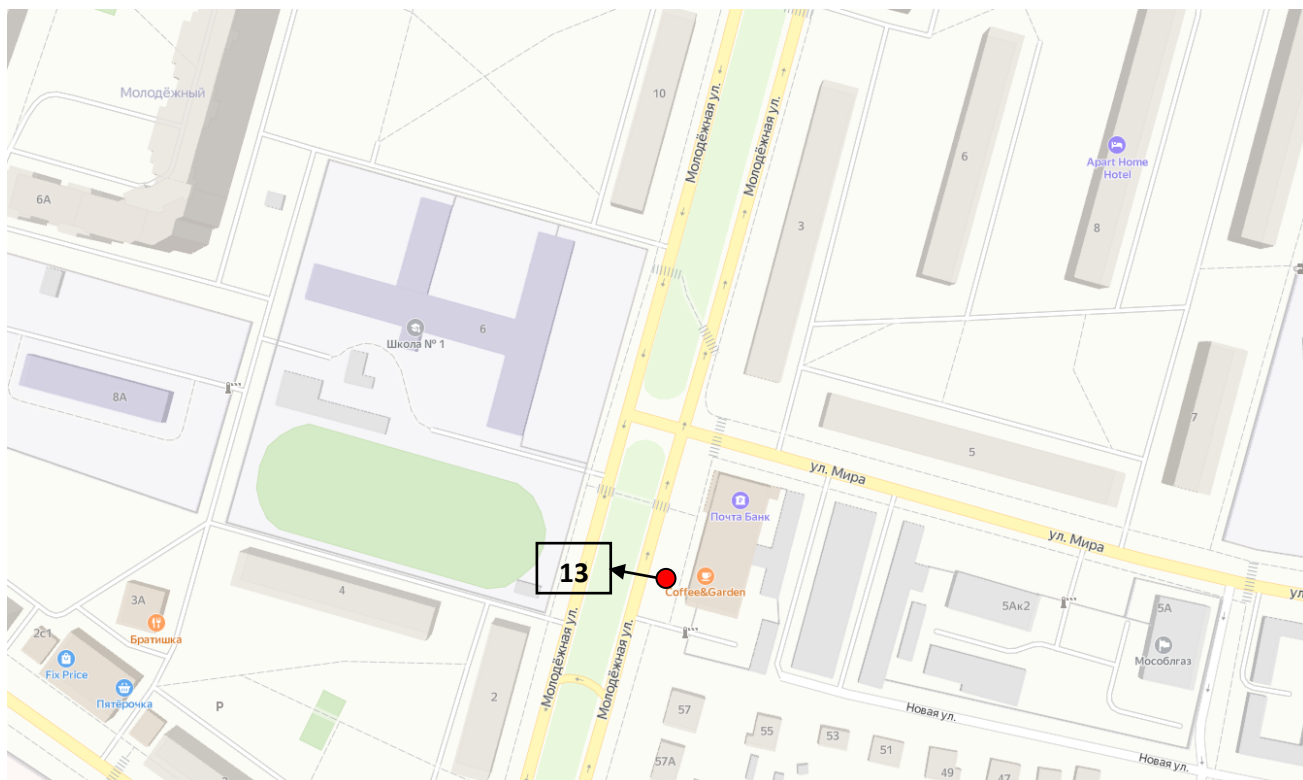 Молодёжный
10
Молодёжная ул.
Молодёжная ул.
6
Apart Home
Hotel
6А
3
8
Школа № 1
6
8А
7
5
ул. Мира
Почта Банк
ул. Мира
13
Coffee&Garden
4
3А
Братишка
2с1
5Ак2
5А
Мособлгаз
Fix Price
Пятёрочка
Р
2
Молодёжная ул.
Молодёжная ул.
57
55
53
51
49
47
57А
Новая ул.
Новая ул.